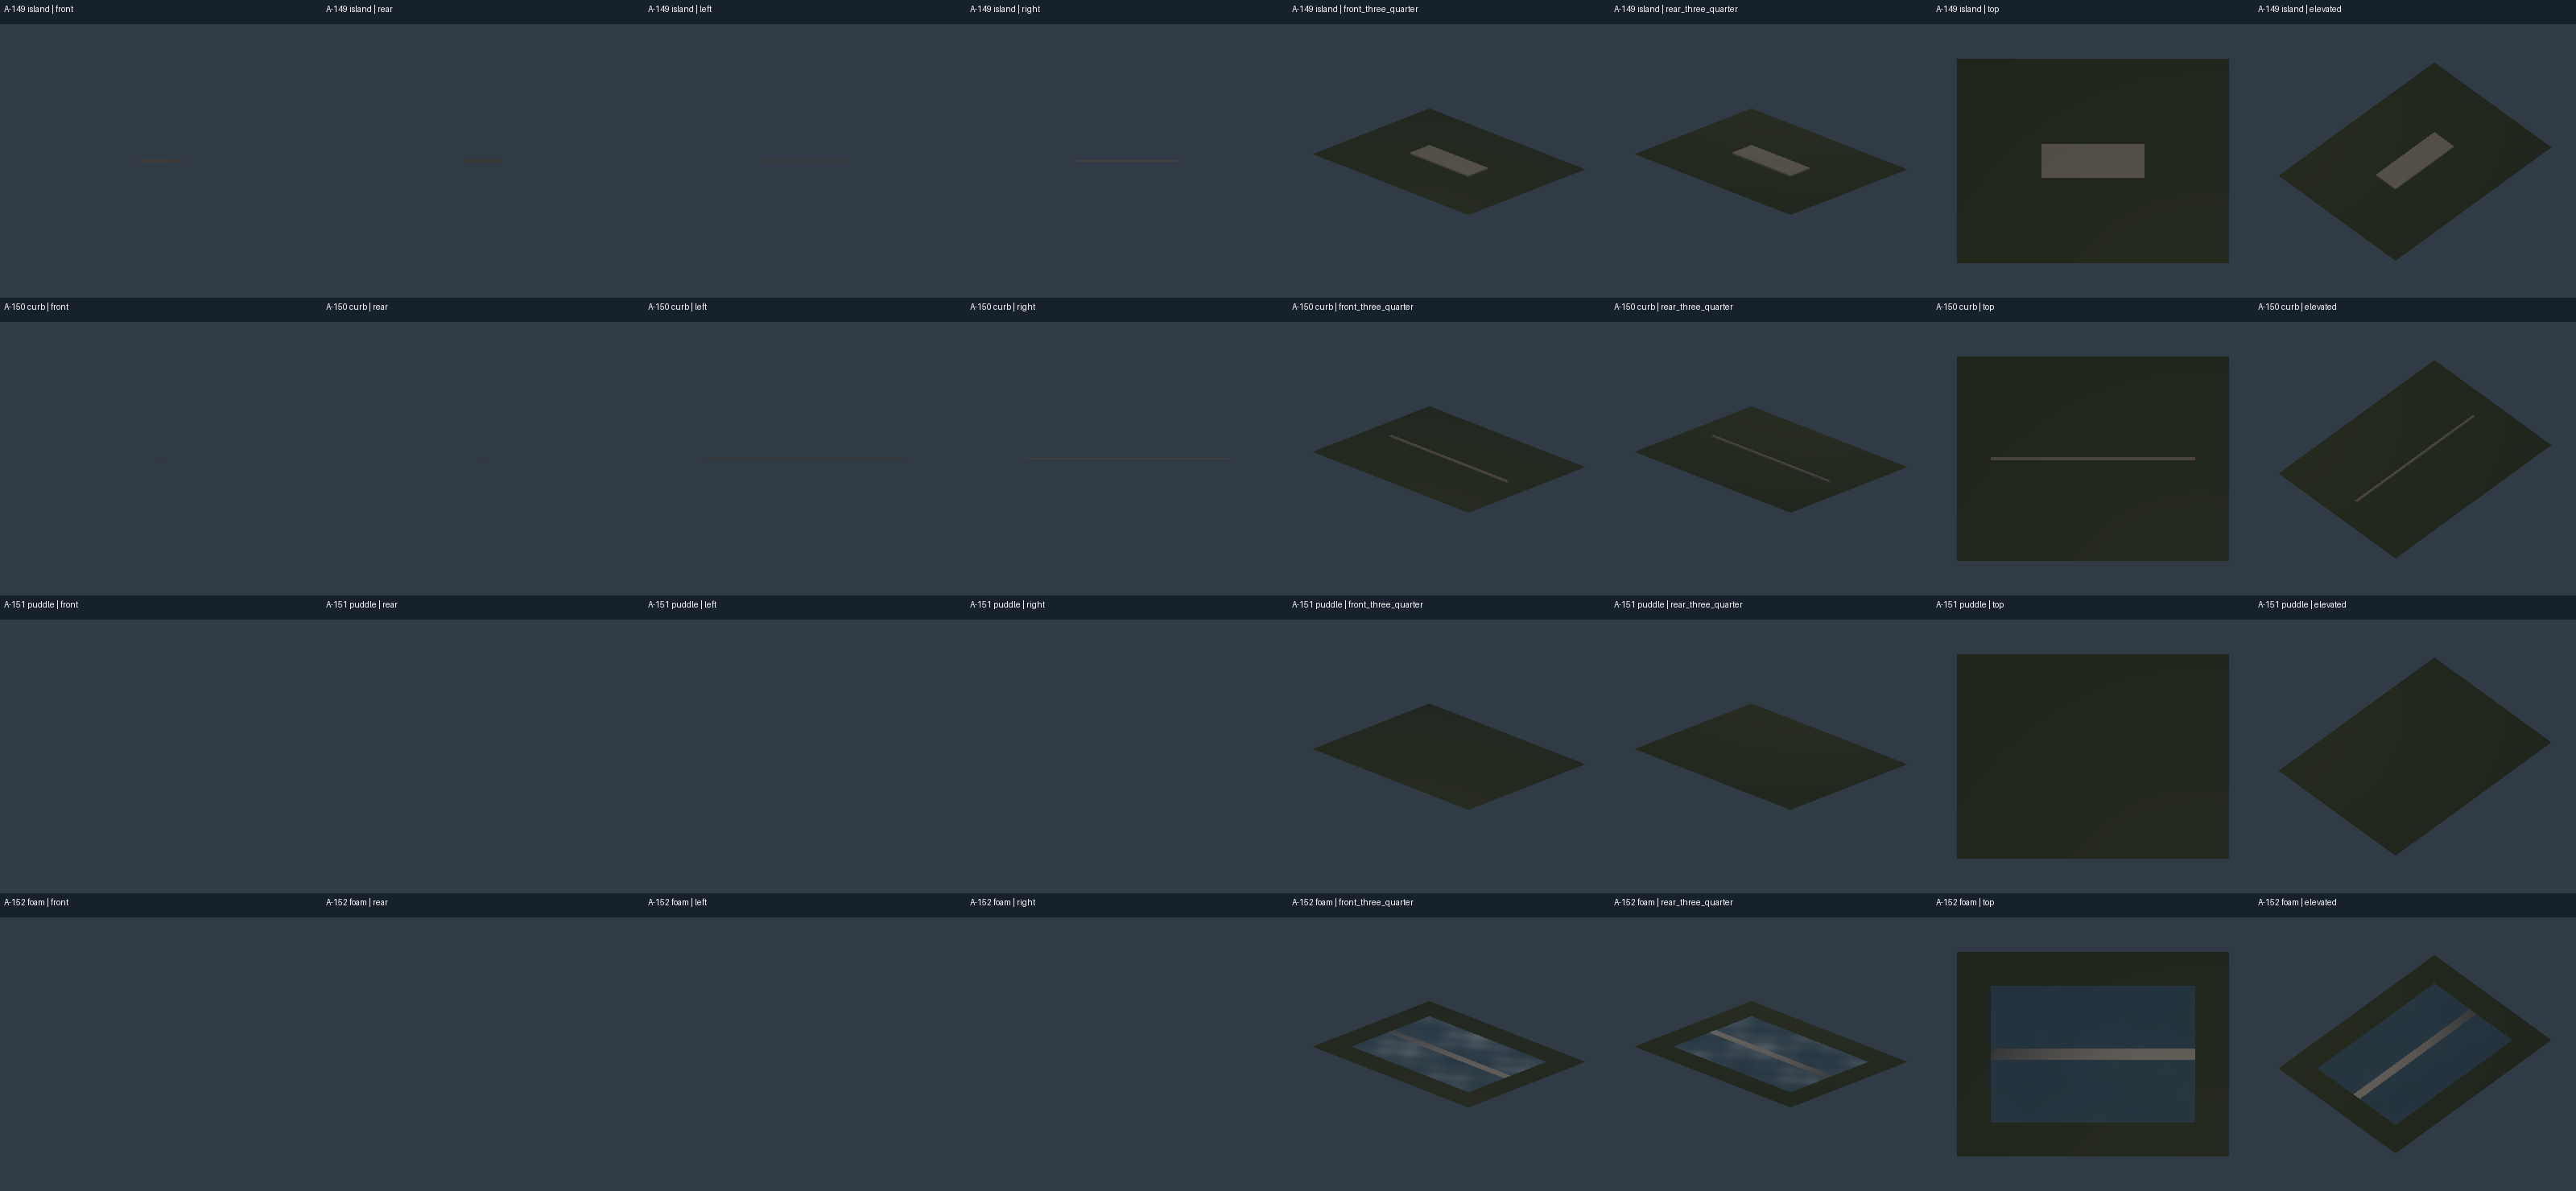 A-149 island | front
A-149 island | rear
A-149 island | left
A-149 island | right
A-149 island | front_three_quarter
A-149 island | rear_three_quarter
A-149 island | top
A-149 island | elevated
A-150 curb | front
A-150 curb | rear
A-150 curb | left
A-150 curb | right
A-150 curb | front_three_quarter
A-150 curb | rear_three_quarter
A-150 curb | top
A-150 curb | elevated
A-151 puddle | front
A-151 puddle | rear
A-151 puddle | left
A-151 puddle | right
A-151 puddle | front_three_quarter
A-151 puddle | rear_three_quarter
A-151 puddle | top
A-151 puddle | elevated
A-152 foam | front
A-152 foam | rear
A-152 foam | left
A-152 foam | right
A-152 foam | front_three_quarter
A-152 foam | rear_three_quarter
A-152 foam | top
A-152 foam | elevated